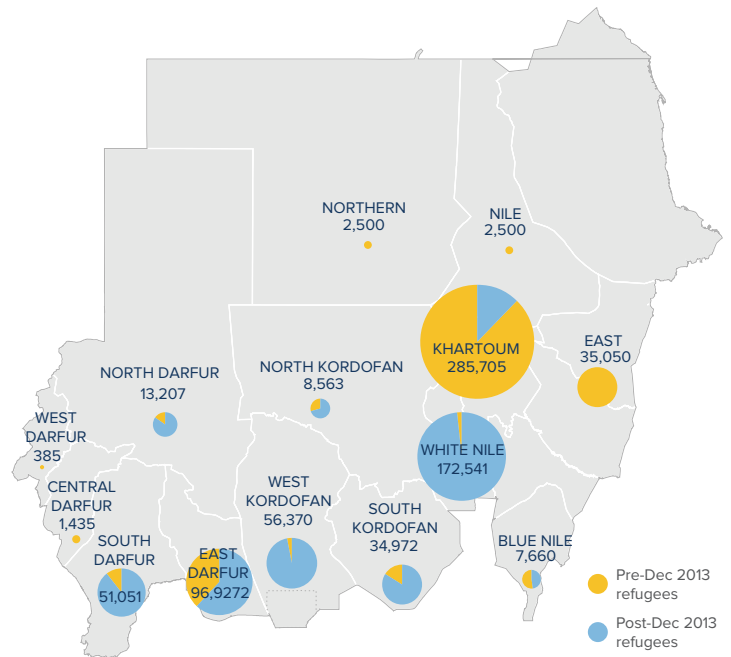 NORTHERN
2,500
NILE
2,500
KHARTOUM
285,705
EAST
35,050
NORTH DARFUR
13,207
NORTH KORDOFAN
8,563
WEST
DARFUR
385
WHITE NILE
172,541
CENTRAL
DARFUR
1,435
WEST
KORDOFAN
56,370
SOUTH
KORDOFAN
34,972
SOUTH
DARFUR
51,051
EAST
DARFUR
96,9272
BLUE NILE
7,660
Pre-Dec 2013
refugees
Post-Dec 2013
refugees